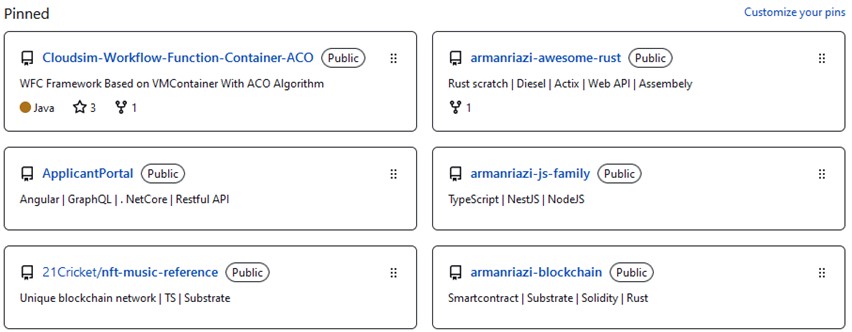 Pinned
Customize your pins
Cloudsim-Workflow-Function-Container-ACO Public
WFC Framework Based on VMContainer With ACO Algorithm
Java 3 1
armanriazi-awesome-rust Public
Rust scratch | Diesel | Actix | Web API | Assembely
1
ApplicantPortal Public
Angular | GraphQL | . NetCore | Restful API
armanriazi-js-family Public
TypeScript | NestJS | NodeJS
21Cricket/nft-music-reference Public
Unique blockchain network | TS | Substrate
armanriazi-blockchain Public
Smartcontract | Substrate | Solidity | Rust